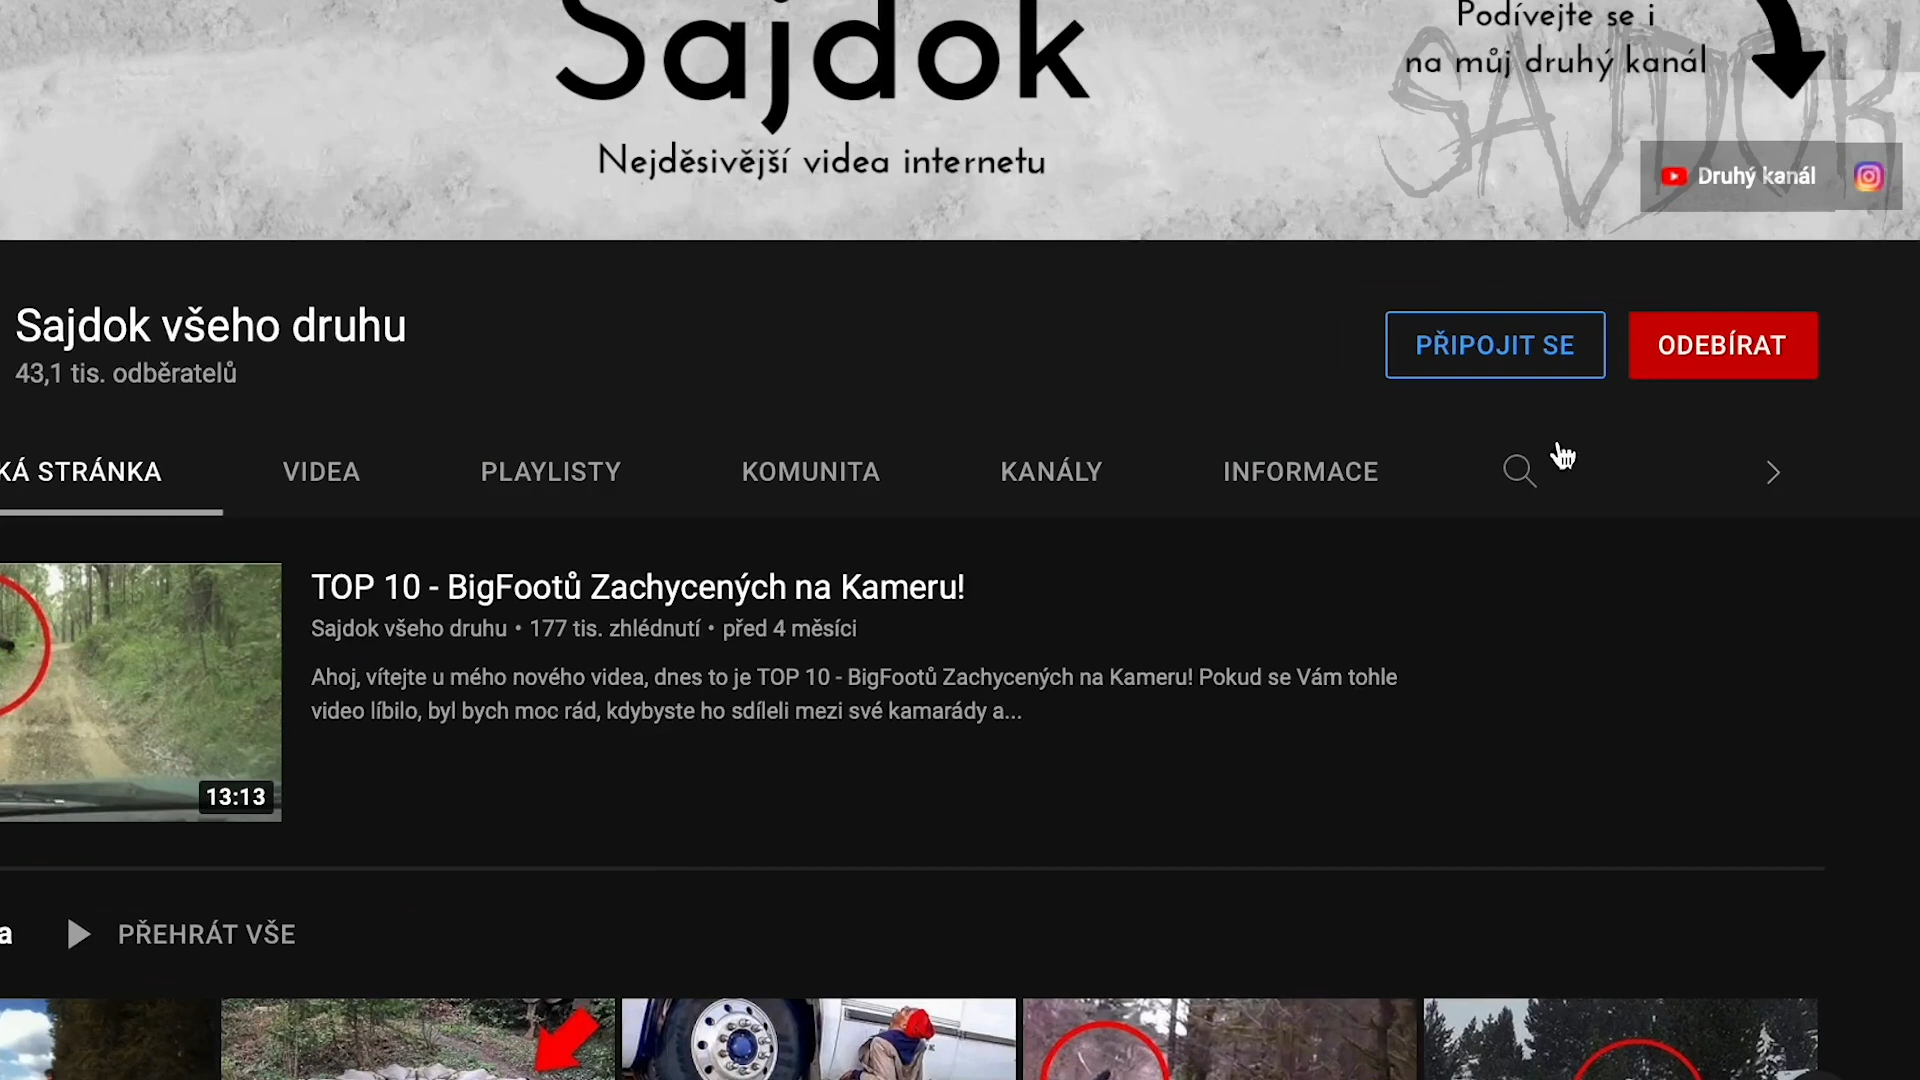 Sajdok
Nejděsivější videa internetu
Podívejte se i
na můj druhý kanál
SAJDOK
Druhý kanál
Sajdok všeho druhu
43,1 tis. odběratelů
PŘIPOJIT SE
ODEBÍRAT
KÁ STRÁNKA
VIDEA
PLAYLISTY
KOMUNITA
KANÁLY
INFORMACE
TOP 10 - BigFootů Zachycených na Kameru!
Sajdok všeho druhu • 177 tis. zhlédnutí • před 4 měsíci
Ahoj, vítejte u mého nového videa, dnes to je TOP 10 - BigFootů Zachycených na Kameru! Pokud se Vám tohle
video líbilo, byl bych moc rád, kdybyste ho sdíleli mezi své kamarády a...
13:13
a
PŘEHRÁT VŠE